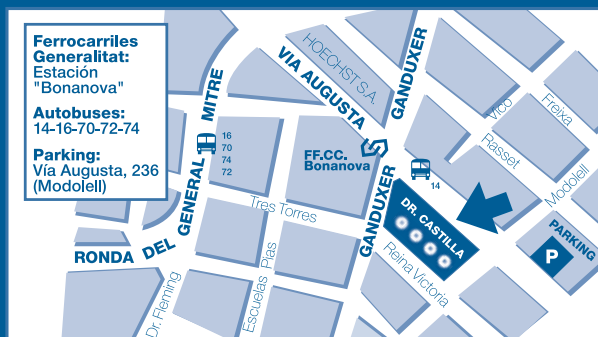 Ferrocarriles
Generalitat:
Estación
"Bonanova"
Autobuses:
14-16-70-72-74
Parking:
Vía Augusta, 236
(Modolell)
HOECHST S.A.
VIA AUGUSTA
GANDUXER
RONDA DEL GENERAL MITRE
16
70
74
72
FF.CC.
Bonanova
14
Vico
Freixa
Rasset
Modolell
Tres Torres
GANDUXER
DR. CASTILLA
PARKING
P
Reina Victoria
Escuelas Pias
Dr. Fleming